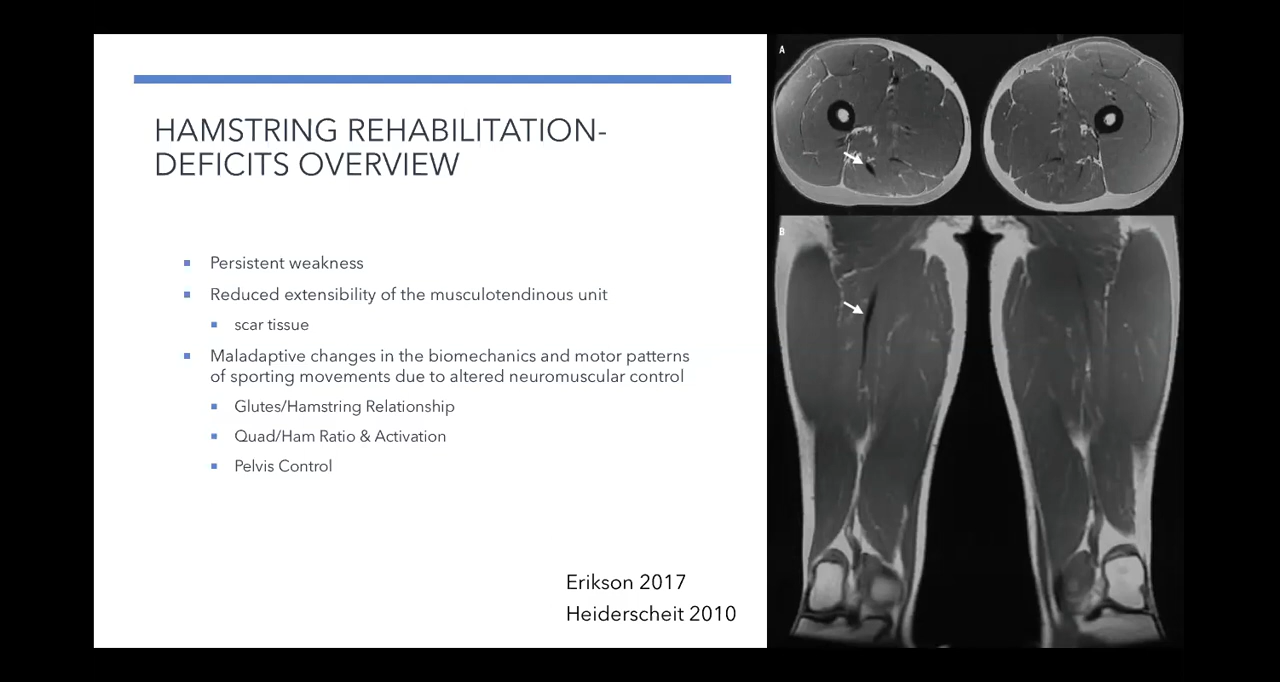 HAMSTRING REHABILITATION-
DEFICITS OVERVIEW
Persistent weakness
Reduced extensibility of the musculotendinous unit
scar tissue
Maladaptive changes in the biomechanics and motor patterns
of sporting movements due to altered neuromuscular control
Glutes/Hamstring Relationship
Quad/Ham Ratio & Activation
Pelvis Control
Erikson 2017
Heiderscheit 2010
A
B